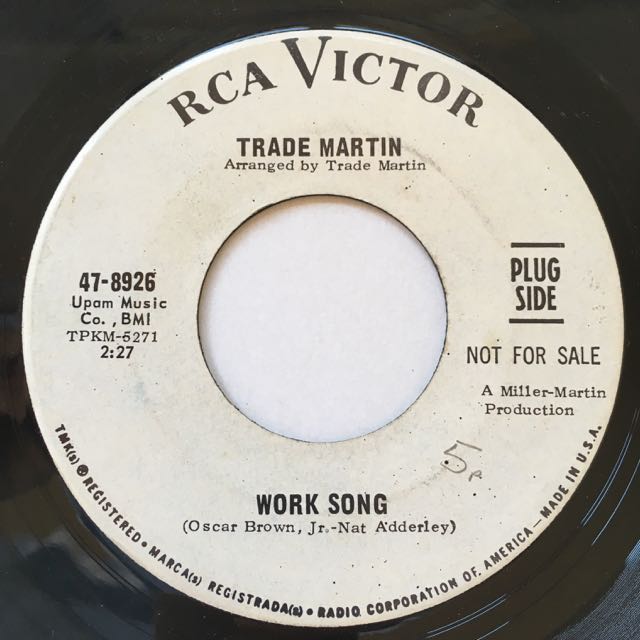 RCA VICTOR
TRADE MARTIN
Arranged by Trade Martin
47-8926
Upam Music
Co., BMI
TPKM-5271
2:27
PLUG
SIDE
NOT FOR SALE
A Miller-Martin
Production
WORK SONG
(Oscar Brown, Jr.-Nat Adderley)
TMK(s) ® REGISTERED • MARCA(s) REGISTRADA(s) • RADIO CORPORATION OF AMERICA — MADE IN U.S.A.